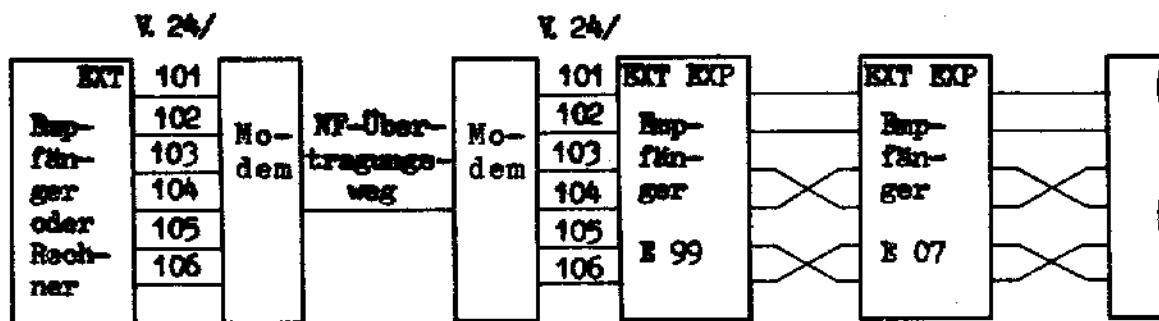 V. 24/
V. 24/
EXT
Emp-
fän-
ger
oder
Rech-
ner
101
102
103
104
105
106
Mo-
dem
NF-Über-
tragungs-
weg
Mo-
dem
101
102
103
104
105
106
EXT EXP
Emp-
fän-
ger
E 99
EXT EXP
Emp-
fän-
ger
E 07